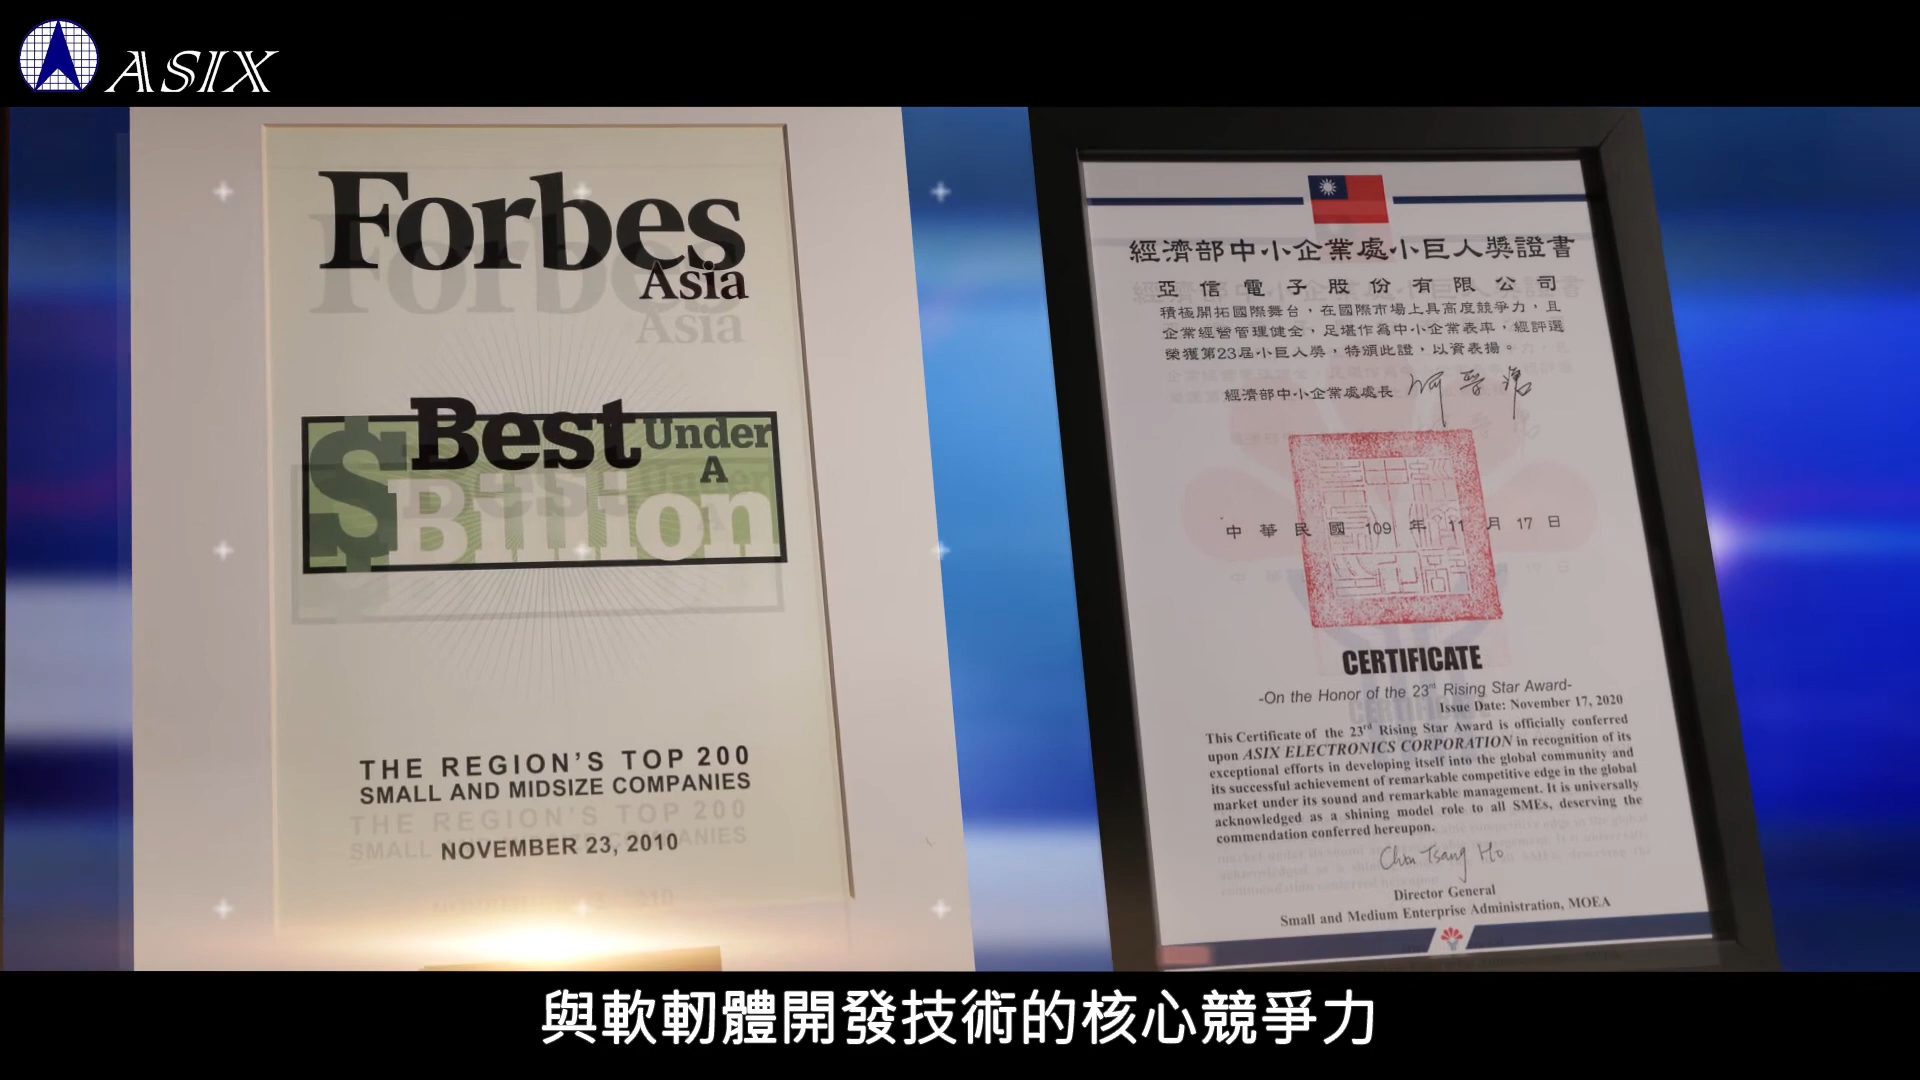 ASIX
Forbes
Asia
Best Under
A
$Billion
THE REGION'S TOP 200
SMALL AND MIDSIZE COMPANIES
NOVEMBER 23, 2010
經濟部中小企業處小巨人獎證書
亞信電子股份有限公司
積極開拓國際舞台，在國際市場上具高度競爭力，且
企業經營管理健全，足堪作為中小企業表率，經評選
榮獲第23屆小巨人獎，特頒此證，以資表揚。
經濟部中小企業處處長
中華民國 109 年 11 月 17 日
CERTIFICATE
-On the Honor of the 23rd Rising Star Award-
Issue Date: November 17, 2020
This Certificate of the 23rd Rising Star Award is officially conferred
upon ASIX ELECTRONICS CORPORATION in recognition of its
exceptional efforts in developing itself into the global community and
its successful achievement of remarkable competitive edge in the global
market under its sound and remarkable management. It is universally
acknowledged as a shining model role to all SMEs, deserving the
commendation conferred hereupon.
Chin Tsang Ho
Director General
Small and Medium Enterprise Administration, MOEA
與軟韌體開發技術的核心競爭力